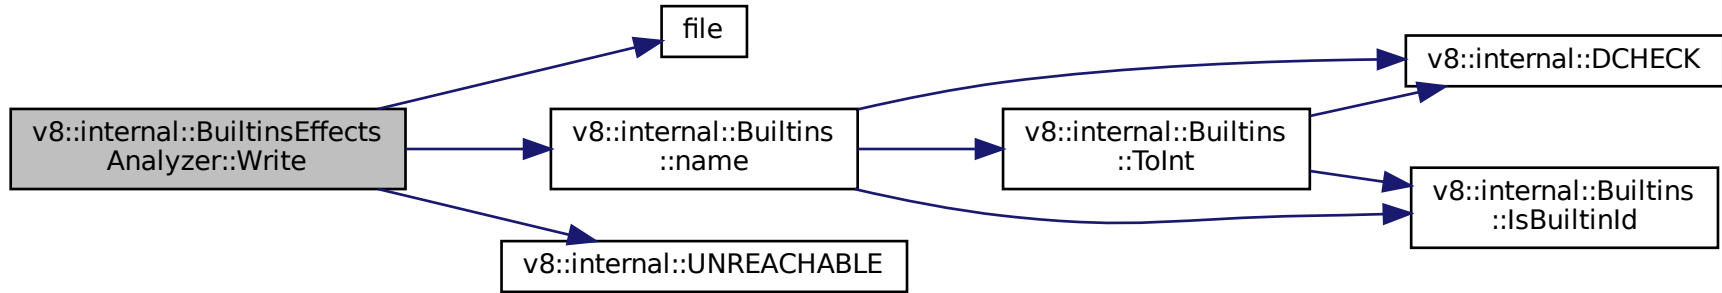 file
v8::internal::DCHECK
v8::internal::BuiltinsEffects
Analyzer::Write
v8::internal::Builtins
::name
v8::internal::Builtins
::ToInt
v8::internal::Builtins
::IsBuiltinId
v8::internal::UNREACHABLE